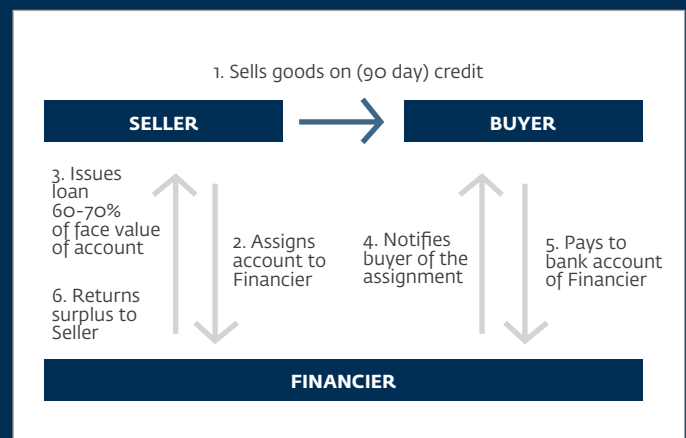 1. Sells goods on (90 day) credit
SELLER
BUYER
3. Issues
loan
60-70%
of face value
of account
2. Assigns
account to
Financier
4. Notifies
buyer of the
assignment
5. Pays to
bank account
of Financier
6. Returns
surplus to
Seller
FINANCIER